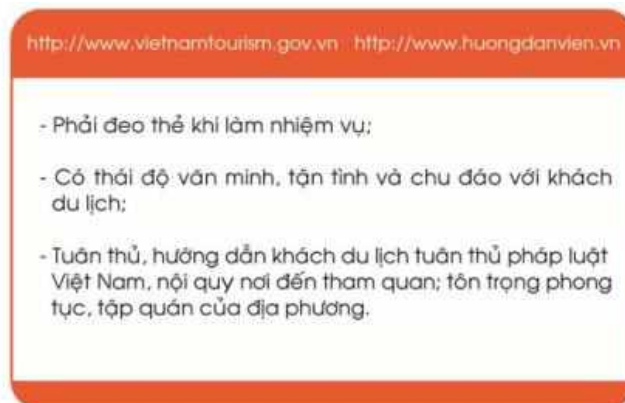 http://www.vietnamtourism.gov.vn http://www.huongdanvien.vn
- Phải đeo thẻ khi làm nhiệm vụ;
- Có thái độ văn minh, tận tình và chu đáo với khách
du lịch;
- Tuân thủ, hướng dẫn khách du lịch tuân thủ pháp luật
Việt Nam, nội quy nơi đến tham quan; tôn trọng phong
tục, tập quán của địa phương.